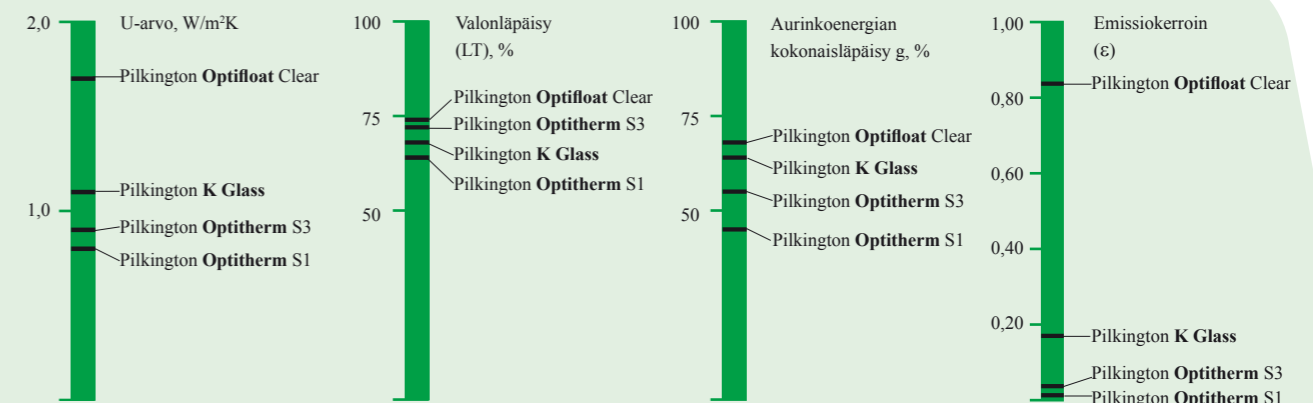 2,0
U-arvo, W/m²K
Pilkington Optifloat Clear
Pilkington K Glass
1,0
Pilkington Optitherm S3
Pilkington Optitherm S1
100
Valonläpäisy
(LT), %
Pilkington Optifloat Clear
75
Pilkington Optitherm S3
Pilkington K Glass
Pilkington Optitherm S1
50
100
Aurinkoenergian
kokonaisläpäisy g, %
75
Pilkington Optifloat Clear
Pilkington K Glass
Pilkington Optitherm S3
50
Pilkington Optitherm S1
1,00
Emissiokerroin
(ε)
Pilkington Optifloat Clear
0,80
0,60
0,40
0,20
Pilkington K Glass
Pilkington Optitherm S3
Pilkington Optitherm S1